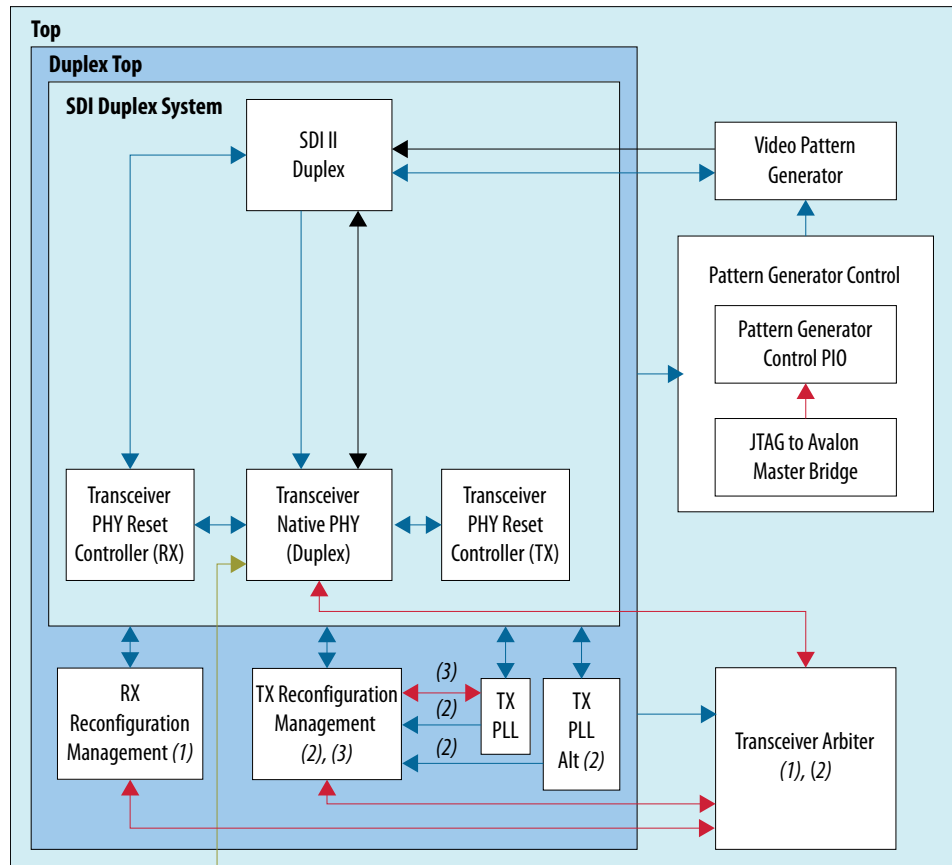 Top
Duplex Top
SDI Duplex System
SDI II
Duplex
Video Pattern
Generator
Pattern Generator Control
Pattern Generator
Control PIO
JTAG to Avalon
Master Bridge
Transceiver
PHY Reset
Controller (RX)
Transceiver
Native PHY
(Duplex)
Transceiver
PHY Reset
Controller (TX)
RX
Reconfiguration
Management (1)
TX Reconfiguration
Management
(2), (3)
(3)
(2)
(2)
TX
PLL
TX
PLL
Alt (2)
Transceiver Arbiter
(1), (2)